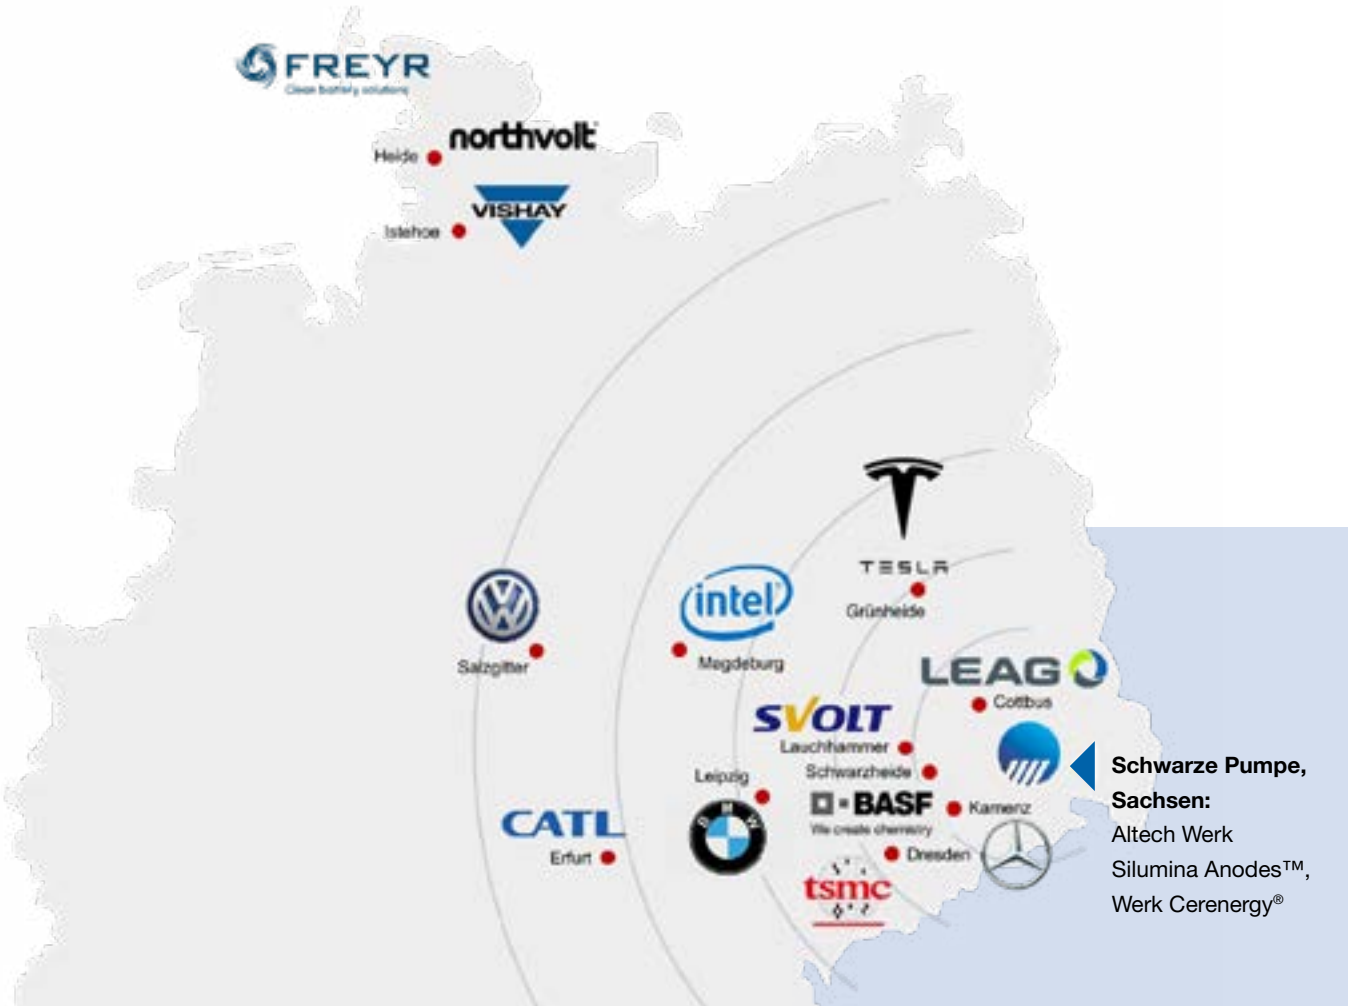 FREYR
Clean battery solutions
northvolt
Heide
VISHAY
Istehoe
TESLA
Grünheide
intel
Magdeburg
Salzgitter
LEAG
Cottbus
SVOLT
Lauchhammer
Schwarzheide
Leipzig
BMW
BASF
We create chemistry
Kamenz
CATL
Erfurt
Dresden
tsmc
Schwarze Pumpe,
Sachsen:
Altech Werk
Silumina Anodes™,
Werk Cerenergy®